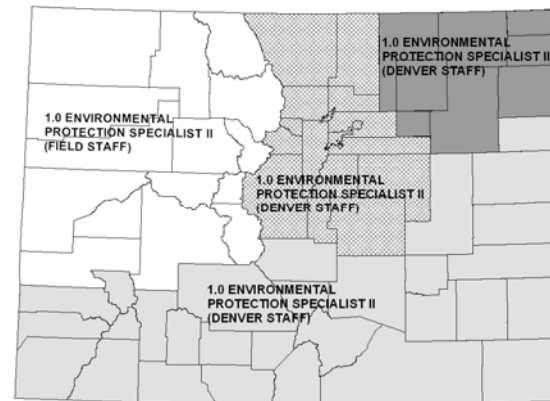 1.0 ENVIRONMENTAL
PROTECTION SPECIALIST II
(DENVER STAFF)
1.0 ENVIRONMENTAL
PROTECTION SPECIALIST II
(FIELD STAFF)
1.0 ENVIRONMENTAL
PROTECTION SPECIALIST II
(DENVER STAFF)
1.0 ENVIRONMENTAL
PROTECTION SPECIALIST II
(DENVER STAFF)